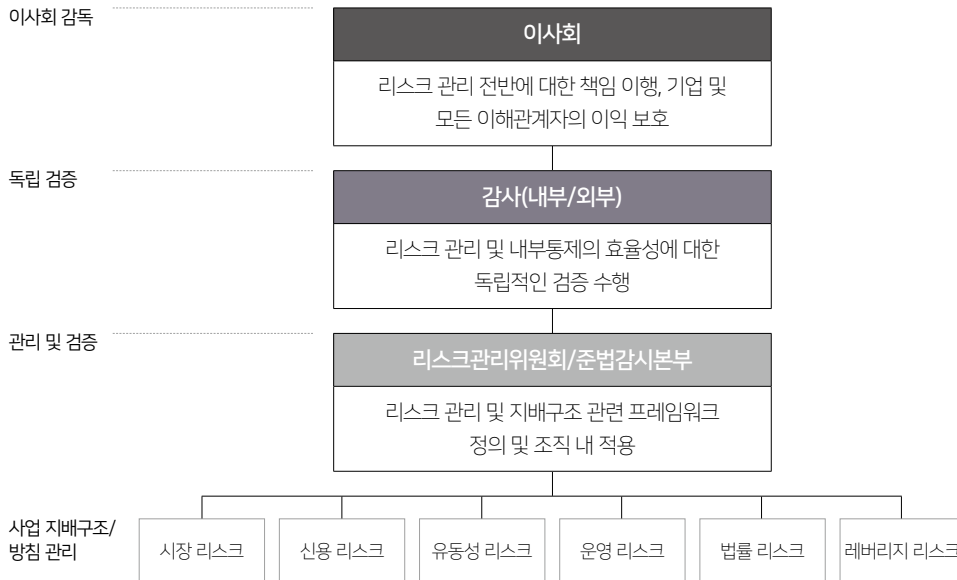 이사회 감독
이사회
리스크 관리 전반에 대한 책임 이행, 기업 및
모든 이해관계자의 이익 보호
독립 검증
감사(내부/외부)
리스크 관리 및 내부통제의 효율성에 대한
독립적인 검증 수행
관리 및 검증
리스크관리위원회/준법감시본부
리스크 관리 및 지배구조 관련 프레임워크
정의 및 조직 내 적용
사업 지배구조/
방침 관리
시장 리스크
신용 리스크
유동성 리스크
운영 리스크
법률 리스크
레버리지 리스크